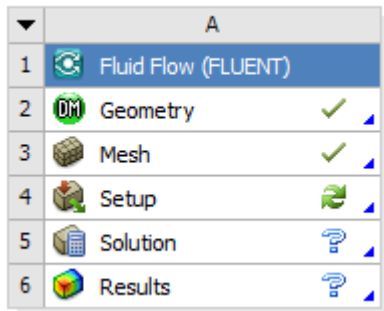 A
1 Fluid Flow (FLUENT)
2 DM Geometry
3 Mesh
4 Setup
5 Solution ?
6 Results ?